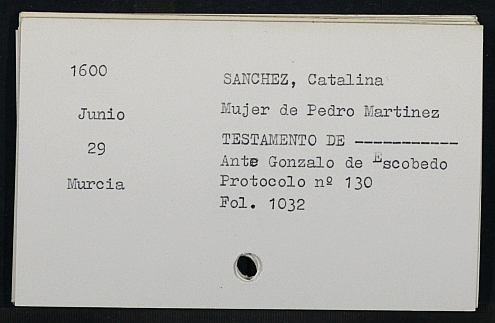 1600
SANCHEZ, Catalina
Junio
Mujer de Pedro Martinez
29
TESTAMENTO DE -----------
Ante Gonzalo de Escobedo
Murcia
Protocolo nº 130
Fol. 1032